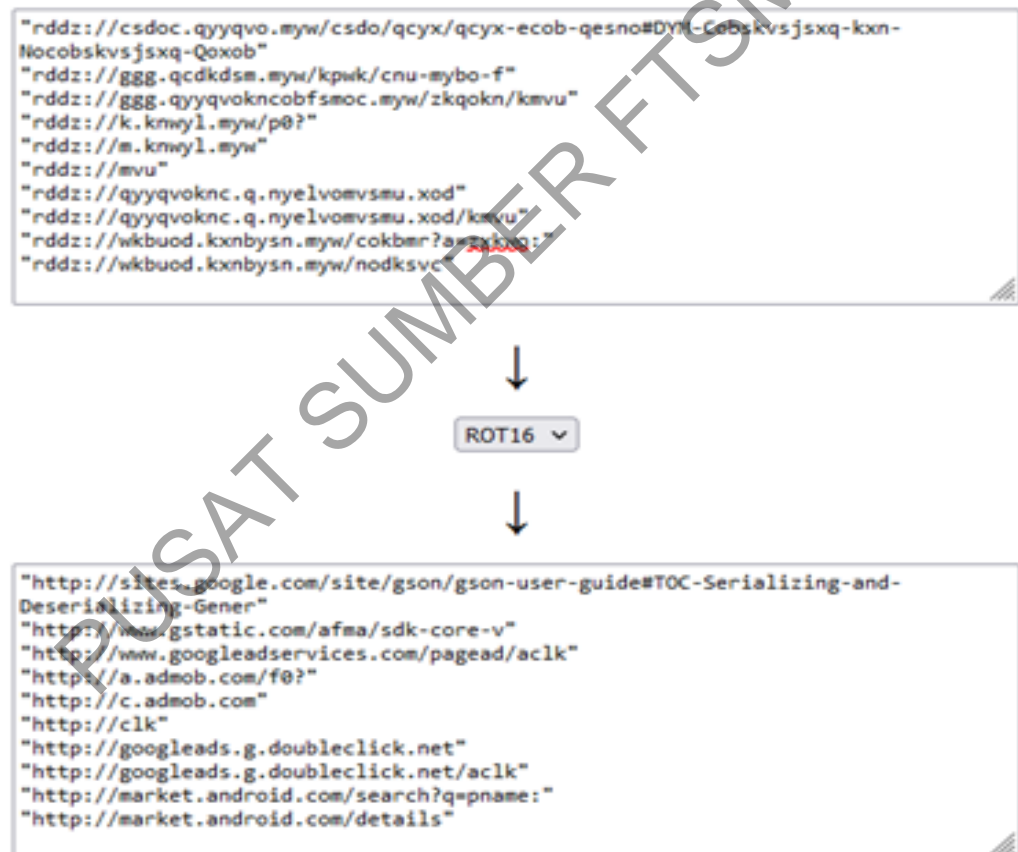 "rddz://csdoc.qyyqvo.myw/csdo/qcyx/qcyx-ecob-qesno#DYM-Cobskvsjsxq-kxn-
Nocobskvsjsxq-Qoxob"
"rddz://ggg.qcdkdsm.myw/kpwk/cnu-mybo-f"
"rddz://ggg.qyyqvokncobfsmoc.myw/zkqokn/kmvu"
"rddz://k.knwyl.myw/p0?"
"rddz://m.knwyl.myw"
"rddz://mvu"
"rddz://qyyqvoknc.q.nyelvomvsmu.xod"
"rddz://qyyqvoknc.q.nyelvomvsmu.xod/kmvu"
"rddz://wkbuod.kxnbysn.myw/cokbmr?a=zxkwo:"
"rddz://wkbuod.kxnbysn.myw/nodksvc"
ROT16
"http://sites.google.com/site/gson/gson-user-guide#TOC-Serializing-and-
Deserializing-Gener"
"http://www.gstatic.com/afma/sdk-core-v"
"http://www.googleadservices.com/pagead/aclk"
"http://a.admob.com/f0?"
"http://c.admob.com"
"http://clk"
"http://googleads.g.doubleclick.net"
"http://googleads.g.doubleclick.net/aclk"
"http://market.android.com/search?q=pname:"
"http://market.android.com/details"
PUSAT SUMBER FTSM